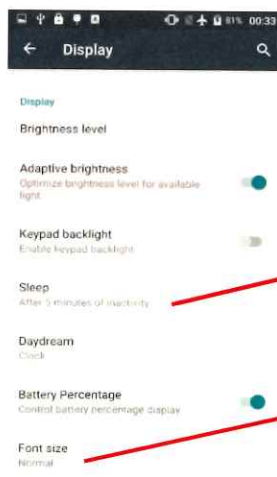 81% 00:33
Display
Display
Brightness level
Adaptive brightness
Optimize brightness level for available
light
Keypad backlight
Enable keypad backlight
Sleep
After 5 minutes of inactivity
Daydream
Clock
Battery Percentage
Control battery percentage display
Font size
Normal